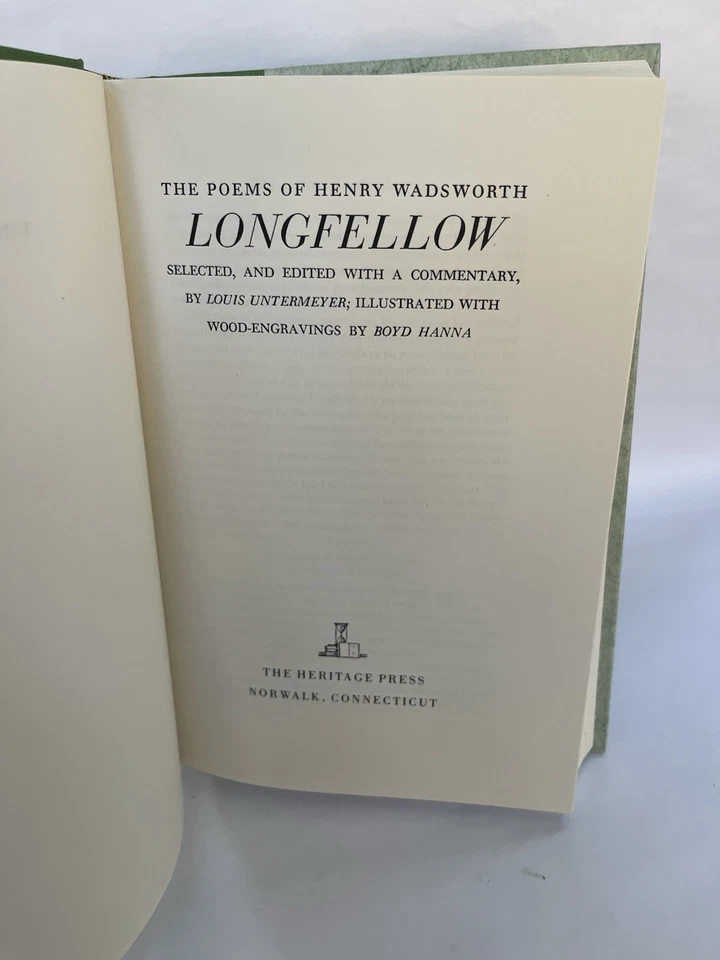 THE POEMS OF HENRY WADSWORTH
LONGFELLOW
SELECTED, AND EDITED WITH A COMMENTARY,
BY LOUIS UNTERMEYER; ILLUSTRATED WITH
WOOD-ENGRAVINGS BY BOYD HANNA
THE HERITAGE PRESS
NORWALK, CONNECTICUT